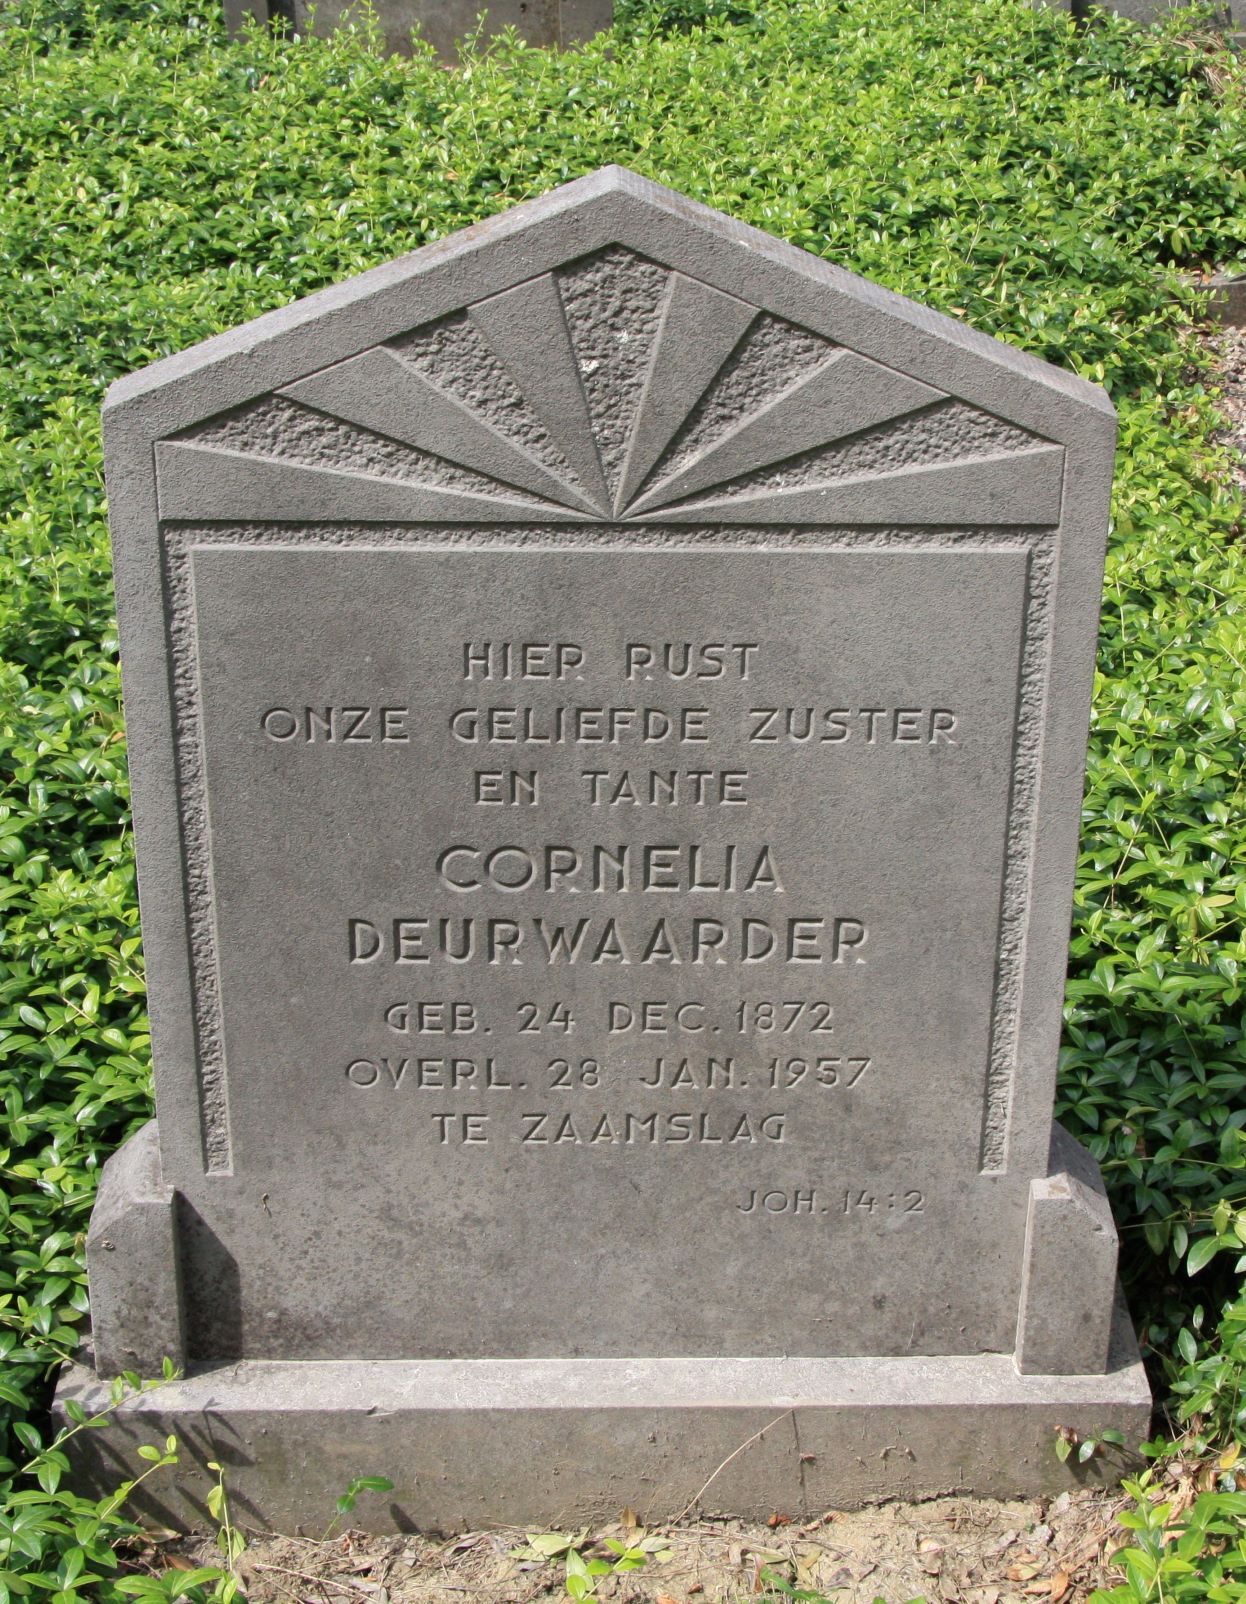 HIER RUST
ONZE GELIEFDE ZUSTER
EN TANTE
CORNELIA
DEURWAARDER
GEB. 24 DEC. 1872
OVERL. 28 JAN. 1957
TE ZAAMSLAG
JOH. 14:2